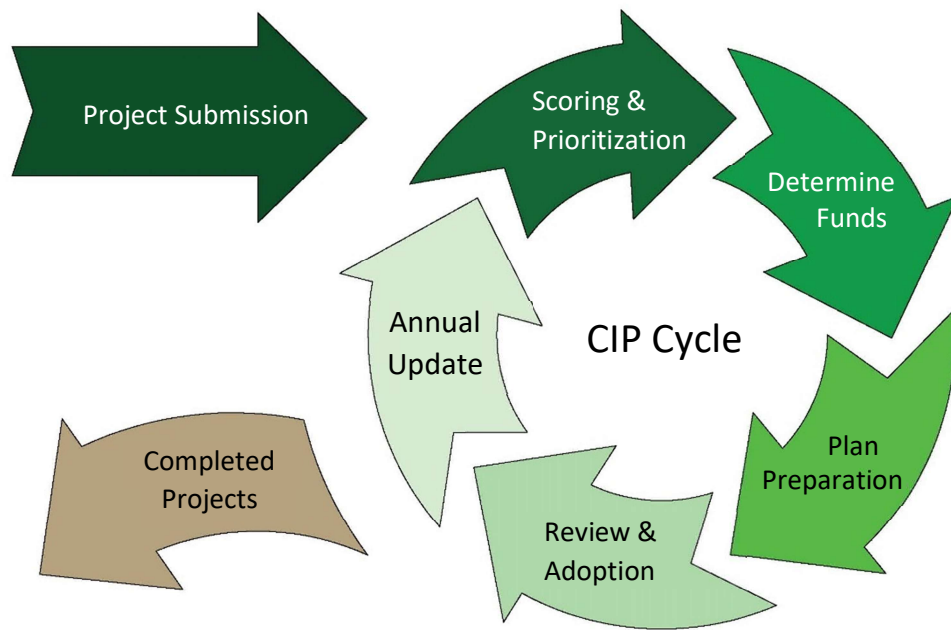 Project Submission
Scoring &
Prioritization
Determine
Funds
Plan
Preparation
Review &
Adoption
Annual
Update
CIP Cycle
Completed
Projects